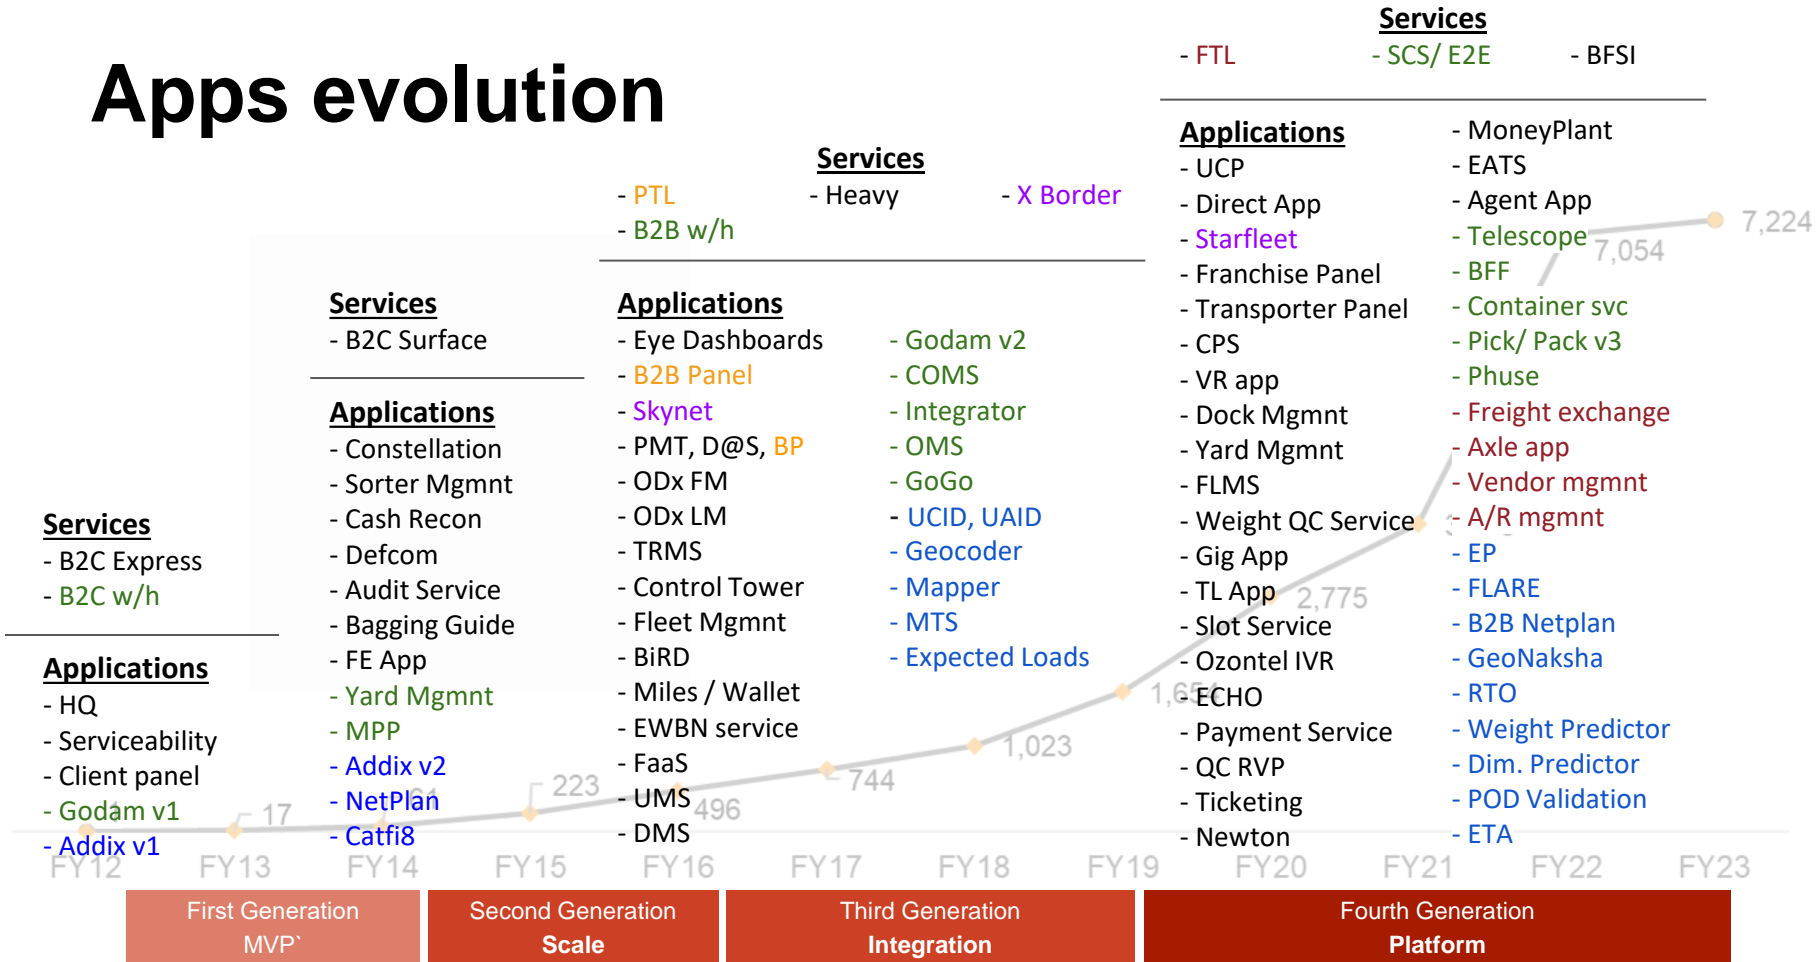 Apps evolution
Services
- B2C Express
- B2C w/h
Applications
- HQ
- Serviceability
- Client panel
- Godam v1
- Addix v1
Services
- B2C Surface
Applications
- Constellation
- Sorter Mgmnt
- Cash Recon
- Defcom
- Audit Service
- Bagging Guide
- FE App
- Yard Mgmnt
- MPP
- Addix v2
- NetPlan
- Catfi8
Services
- PTL
- Heavy
- X Border
- B2B w/h
Applications
- Eye Dashboards
- B2B Panel
- Skynet
- PMT, D@S, BP
- ODx FM
- ODx LM
- TRMS
- Control Tower
- Fleet Mgmnt
- BiRD
- Miles / Wallet
- EWBN service
- FaaS
- UMS
- DMS
- Godam v2
- COMS
- Integrator
- OMS
- GoGo
- UCID, UAID
- Geocoder
- Mapper
- MTS
- Expected Loads
Services
- FTL
- SCS/ E2E
- BFSI
Applications
- UCP
- Direct App
- Starfleet
- Franchise Panel
- Transporter Panel
- CPS
- VR app
- Dock Mgmnt
- Yard Mgmnt
- FLMS
- Weight QC Service
- Gig App
- TL App
- Slot Service
- Ozontel IVR
- ECHO
- Payment Service
- QC RVP
- Ticketing
- Newton
- MoneyPlant
- EATS
- Agent App
- Telescope
- BFF
- Container svc
- Pick/ Pack v3
- Phuse
- Freight exchange
- Axle app
- Vendor mgmnt
- A/R mgmnt
- EP
- FLARE
- B2B Netplan
- GeoNaksha
- RTO
- Weight Predictor
- Dim. Predictor
- POD Validation
- ETA
17
61
223
496
744
1,023
1,654
2,775
7,054
7,224
FY12
FY13
FY14
FY15
FY16
FY17
FY18
FY19
FY20
FY21
FY22
FY23
First Generation
MVP`
Second Generation
Scale
Third Generation
Integration
Fourth Generation
Platform